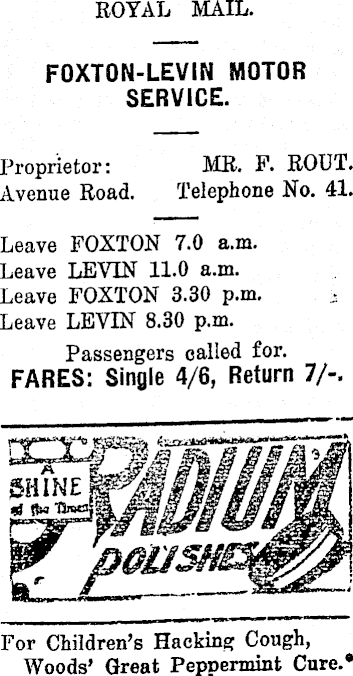 ROYAL MAIL.
FOXTON-LEVIN MOTOR
SERVICE.
Proprietor: MR. F. ROUT.
Avenue Road. Telephone No. 41.
Leave FOXTON 7.0 a.m.
Leave LEVIN 11.0 a.m.
Leave FOXTON 3.30 p.m.
Leave LEVIN 8.30 p.m.
Passengers called for.
FARES: Single 4/6, Return 7/-.
A
SHINE
of the Times
RADIUM
POLISHES
For Children's Hacking Cough,
Woods' Great Peppermint Cure.*